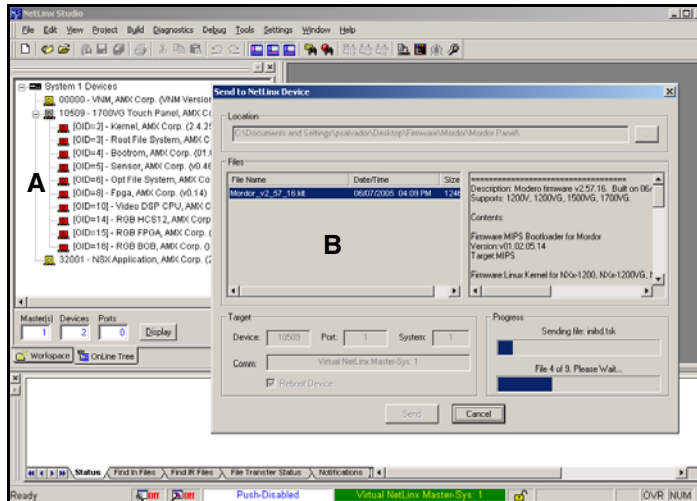 NetLinx Studio
File Edit View Project Build Diagnostics Debug Tools Settings Window Help
System 1 Devices
00000 - VNM, AMX Corp. (VNM Version
10509 - 1700VG Touch Panel, AMX Co
[OID=2] - Kernel, AMX Corp. (2.4.25
[OID=3] - Root File System, AMX C
[OID=4] - Bootrom, AMX Corp. (01.0
[OID=5] - Sensor, AMX Corp. (v0.46
[OID=6] - Opt File System, AMX Co
[OID=8] - Fpga, AMX Corp. (v0.14)
[OID=10] - Video DSP CPU, AMX C
[OID=14] - RGB HCS12, AMX Corp.
[OID=15] - RGB FPGA, AMX Corp. (
[OID=16] - RGB BOB, AMX Corp. ()
32001 - NSX Application, AMX Corp. (2
A
Master(s) Devices Ports
1 2 0 Display
Workspace OnLine Tree
Send to NetLinx Device
Location
C:\Documents and Settings\psalvador\Desktop\Firmware\Mordor\Mordor Panel\
...
Files
File Name Date/Time Size
Mordor_v2_57_16.kit 06/07/2005 04:09 PM 1246
B
===================================
Description: Modero firmware v2.57.16. Built on 06/
Supports: 1200V, 1200VG, 1500VG, 1700VG.
Contents:
Firmware:MIPS Bootloader for Mordor
Version:v01.02.05.14
Target:MIPS
Firmware:Linux Kernel for NXx-1200, NXx-1200VG,
Target
Device: 10509 Port: 1 System: 1
Comm: Virtual NetLinx Master-Sys: 1
Reboot Device
Progress
Sending file: initrd.tsk
File 4 of 9. Please Wait...
Send Cancel
Status Find In Files Find IR Files File Transfer Status Notifications
Ready Off Off Push-Disabled Virtual NetLinx Master-Sys: 1 OVR NUM